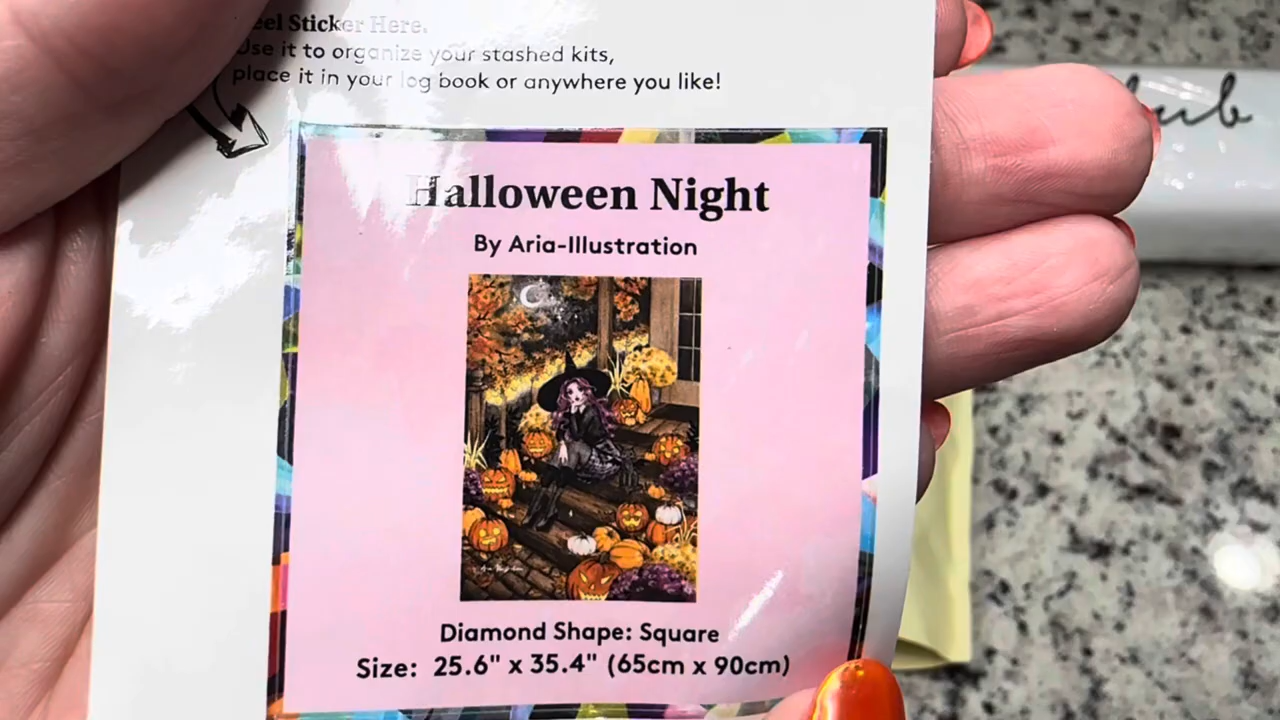 eel Sticker Here.
Use it to organize your stashed kits,
place it in your log book or anywhere you like!
Halloween Night
By Aria-Illustration
Diamond Shape: Square
Size: 25.6" x 35.4" (65cm x 90cm)